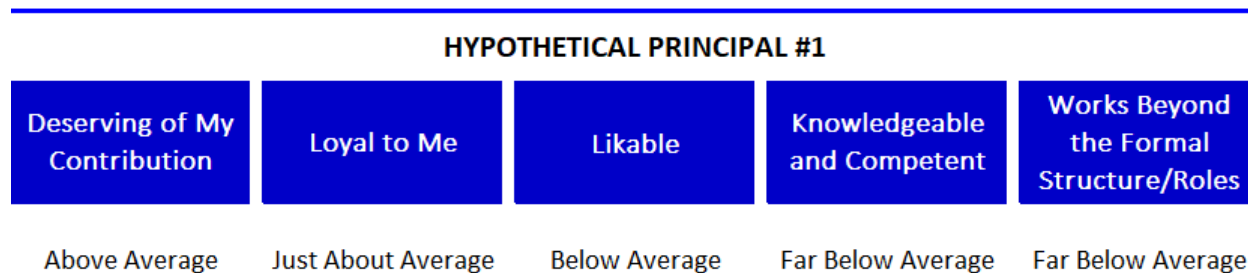 HYPOTHETICAL PRINCIPAL #1
Deserving of My
Contribution
Loyal to Me
Likable
Knowledgeable
and Competent
Works Beyond
the Formal
Structure/Roles
Above Average
Just About Average
Below Average
Far Below Average
Far Below Average